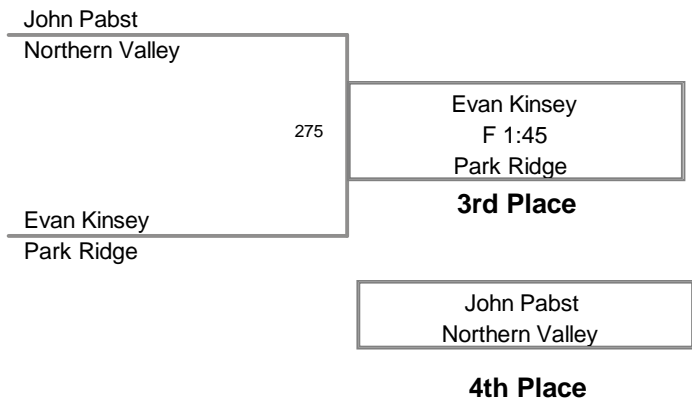 John Pabst
Northern Valley
275
Evan Kinsey
F 1:45
Park Ridge
3rd Place
Evan Kinsey
Park Ridge
John Pabst
Northern Valley
4th Place